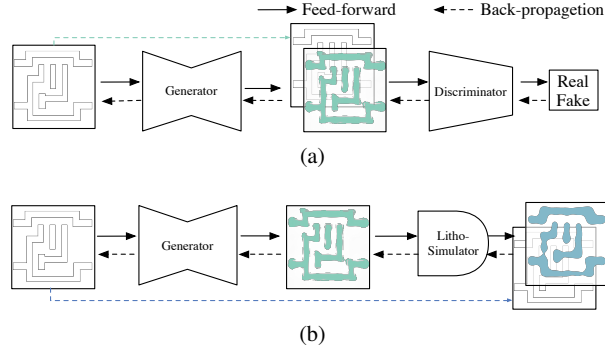 Feed-forward
Back-propagetion
Generator
Discriminator
Real
Fake
(a)
Generator
Litho-
Simulator
(b)